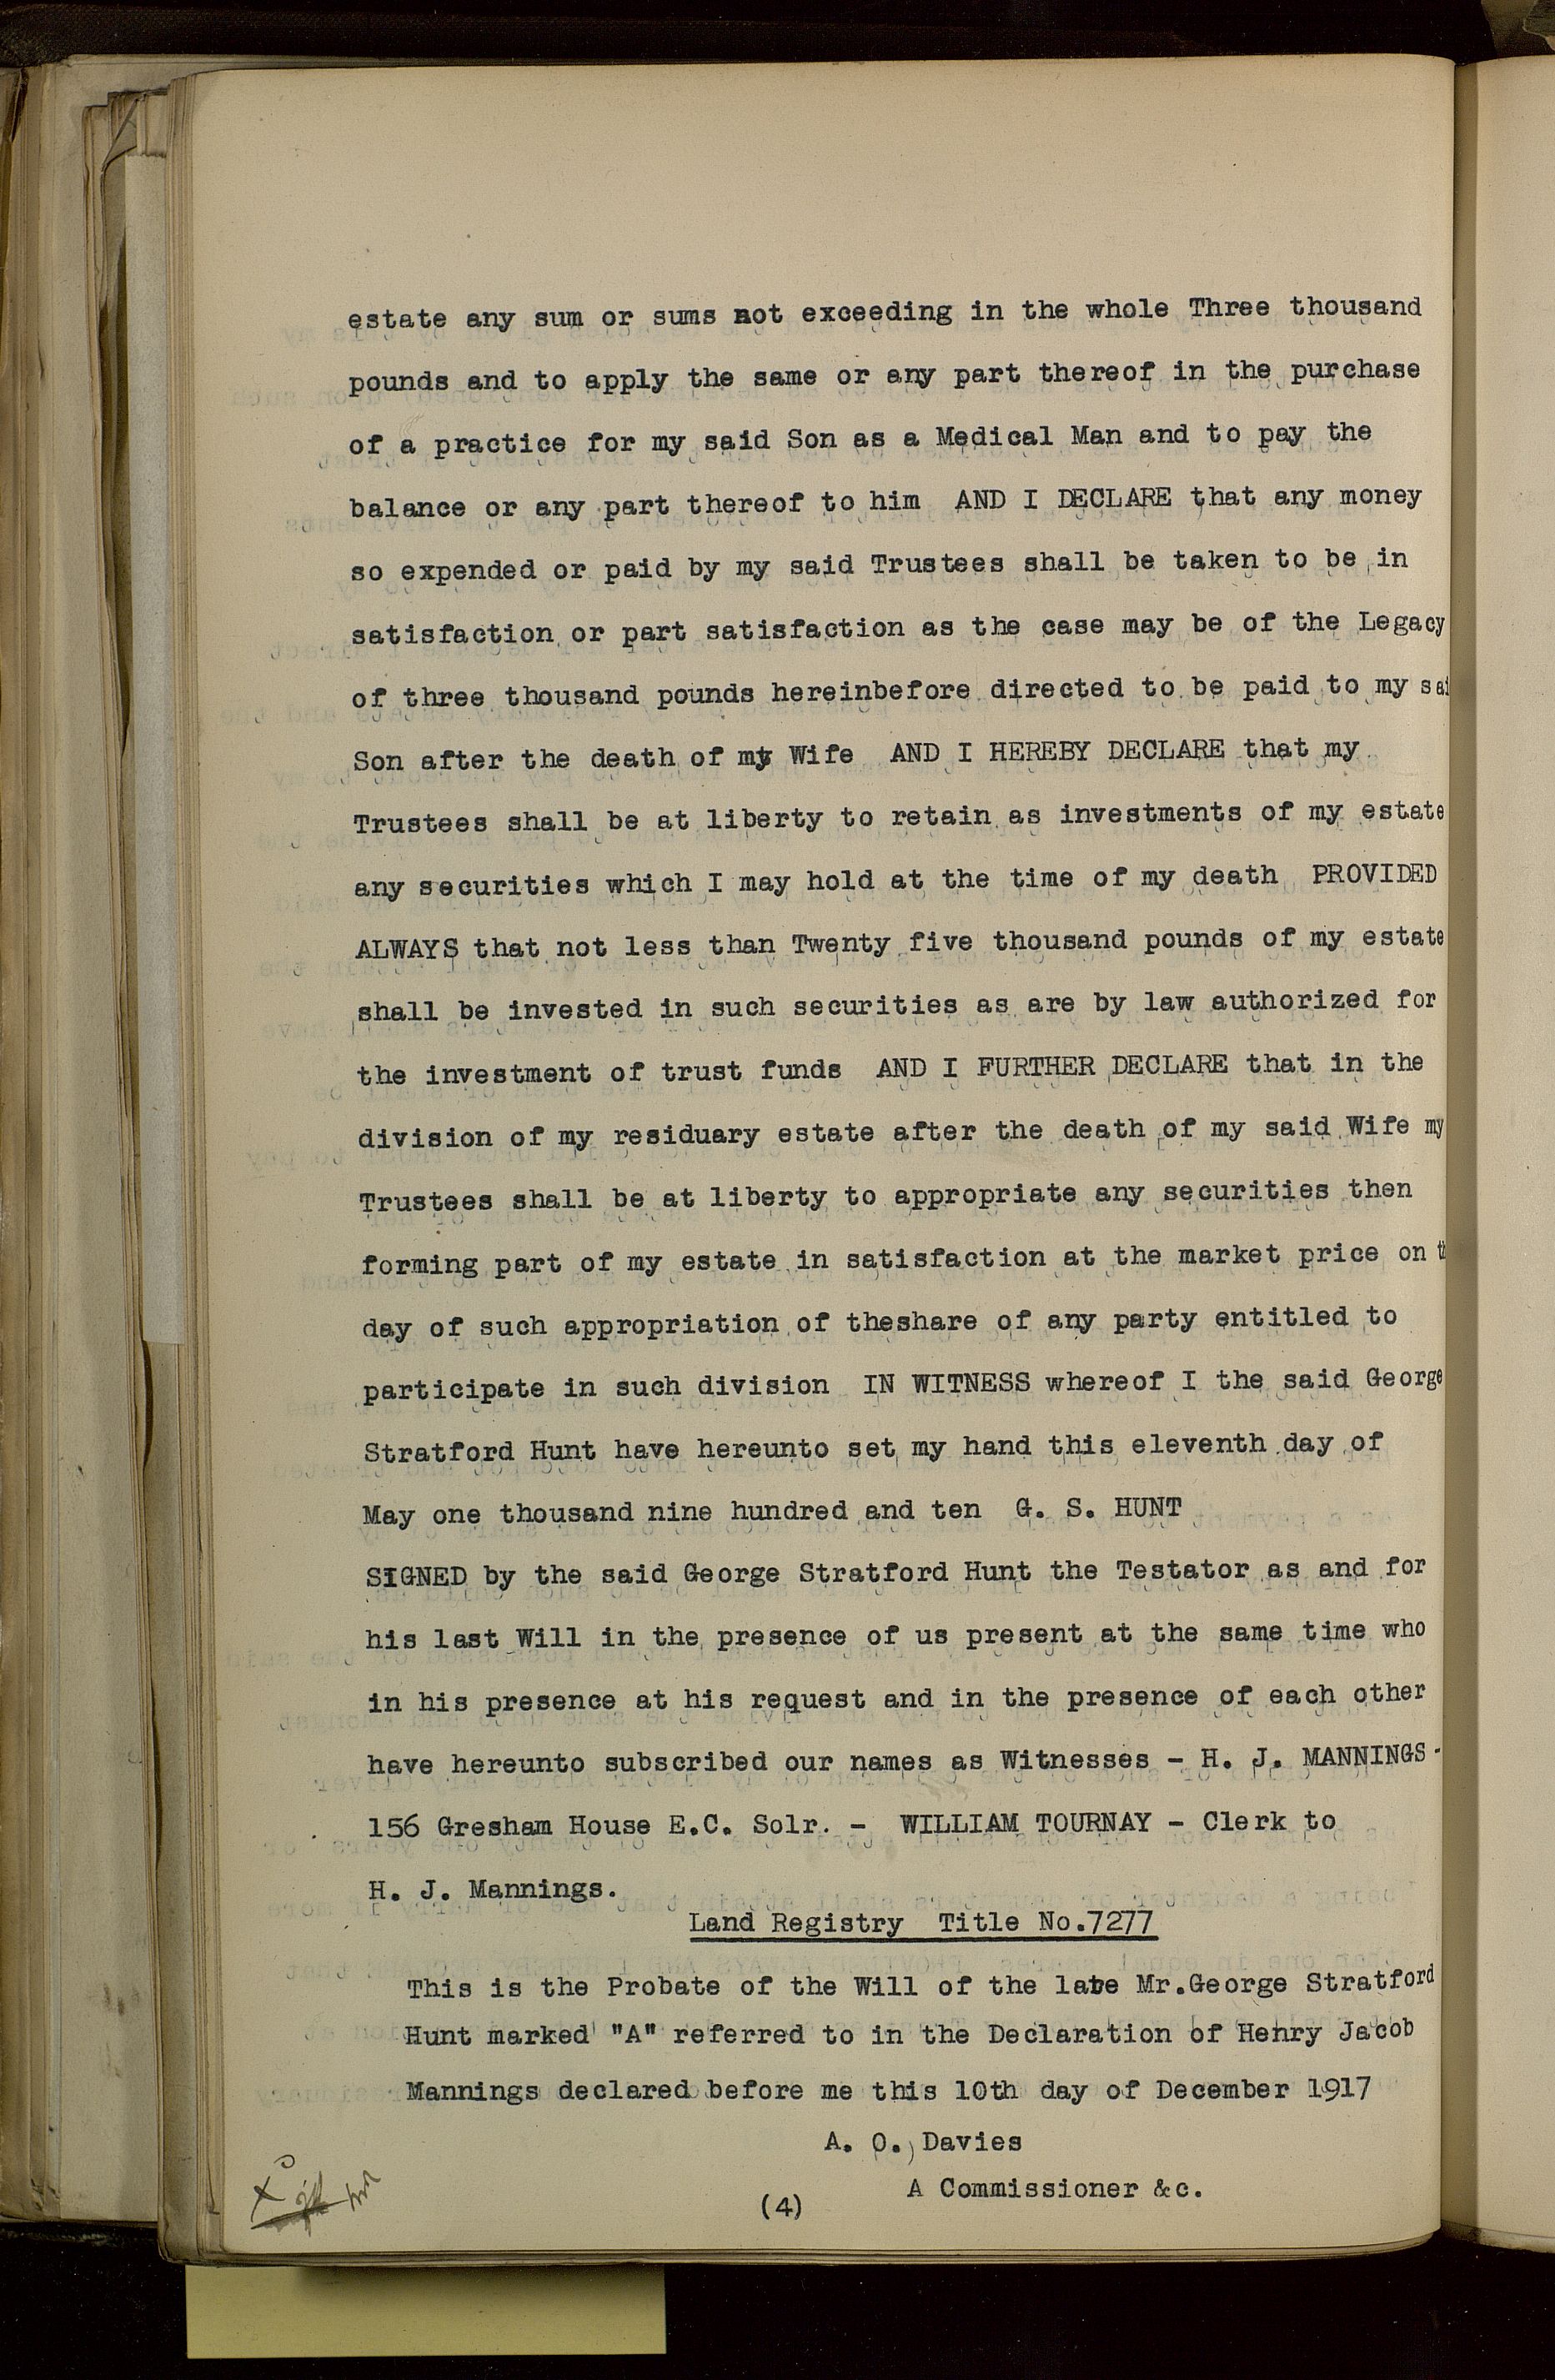 estate any sum or sums not exceeding in the whole Three thousand
pounds and to apply the same or any part thereof in the purchase
of a practice for my said Son as a Medical Man and to pay the
balance or any part thereof to him AND I DECLARE that any money
so expended or paid by my said Trustees shall be taken to be in
satisfaction or part satisfaction as the case may be of the Legacy
of three thousand pounds hereinbefore directed to be paid to my sai
Son after the death of my Wife AND I HEREBY DECLARE that my
Trustees shall be at liberty to retain as investments of my estate
any securities which I may hold at the time of my death PROVIDED
ALWAYS that not less than Twenty five thousand pounds of my estate
shall be invested in such securities as are by law authorized for
the investment of trust funds AND I FURTHER DECLARE that in the
division of my residuary estate after the death of my said Wife my
Trustees shall be at liberty to appropriate any securities then
forming part of my estate in satisfaction at the market price on
day of such appropriation of theshare of any party entitled to
participate in such division IN WITNESS whereof I the said George
Stratford Hunt have hereunto set my hand this eleventh day of
May one thousand nine hundred and ten G. S. HUNT
SIGNED by the said George Stratford Hunt the Testator as and for
his last Will in the presence of us present at the same time who
in his presence at his request and in the presence of each other
have hereunto subscribed our names as Witnesses - H. J. MANNINGS -
156 Gresham House E.C. Solr. - WILLIAM TOURNAY - Clerk to
H. J. Mannings.
Land Registry Title No.7277
This is the Probate of the Will of the late Mr.George Stratford
Hunt marked "A" referred to in the Declaration of Henry Jacob
Mannings declared before me this 10th day of December 1917
A. O. Davies
A Commissioner &c.
(4)